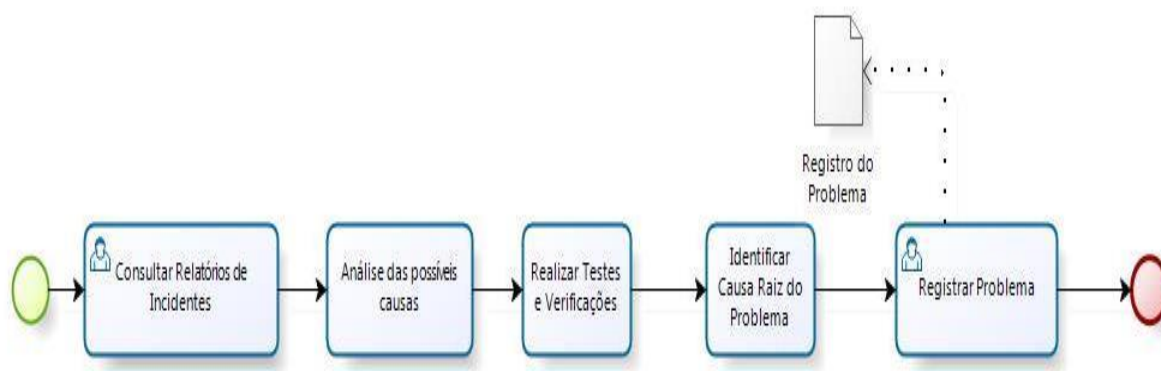 Registro do
Problema
Consultar Relatórios de
Incidentes
Análise das possíveis
causas
Realizar Testes
e Verificações
Identificar
Causa Raiz do
Problema
Registrar Problema